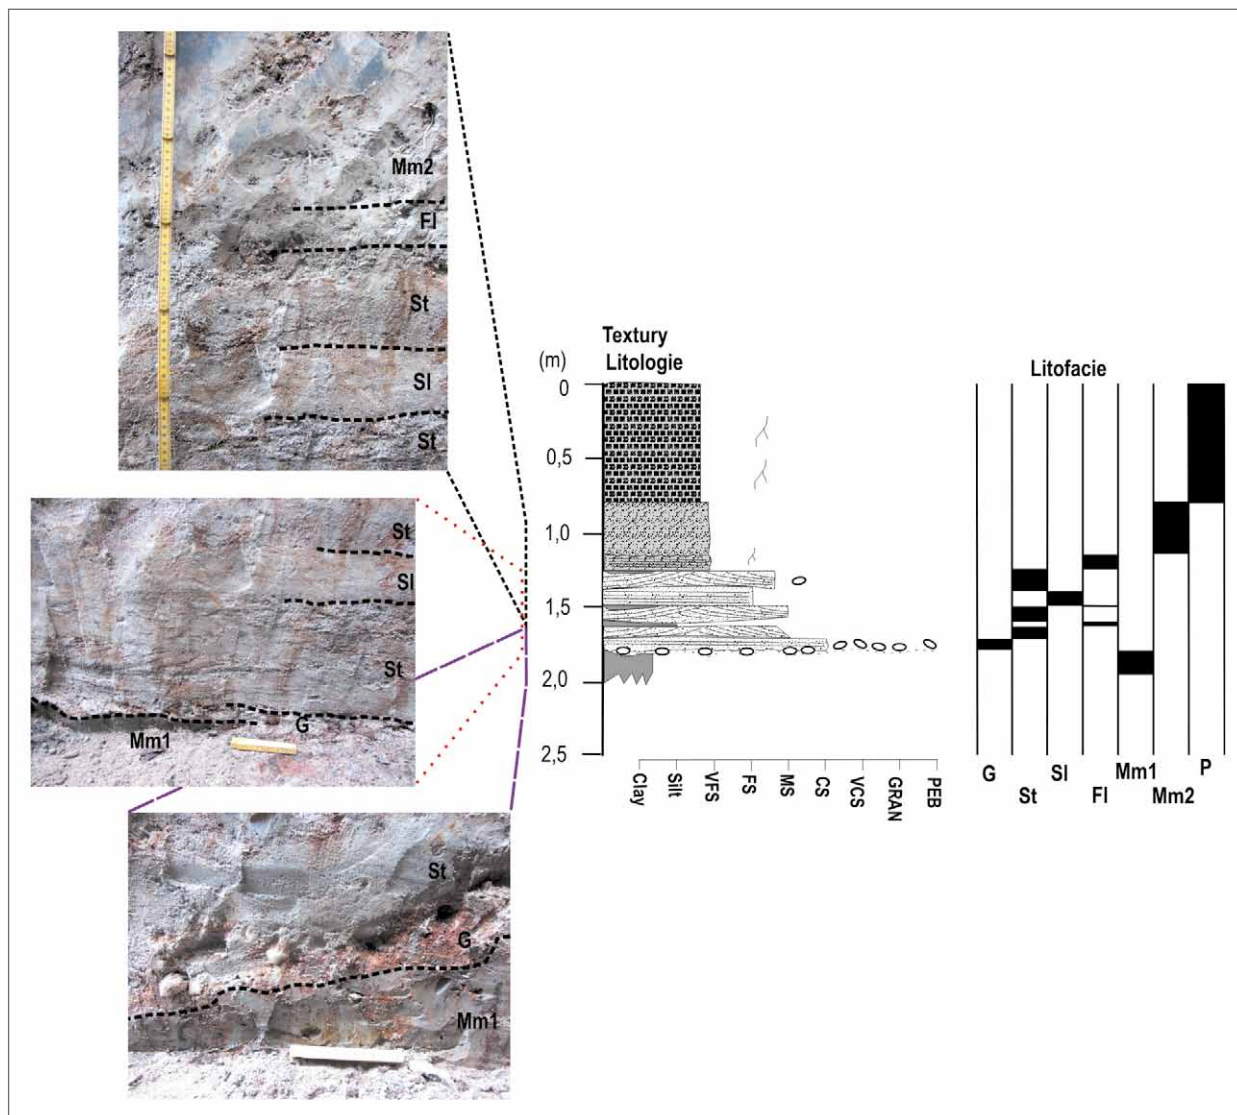 Mm2
Fl
St
Sl
St
St
Sl
St
G
Mm1
St
G
Mm1
Textury
(m) Litologie
0
0,5
1,0
1,5
2,0
2,5
Clay
Silt
VFS
FS
MS
CS
VCS
GRAN
PEB
Litofacie
G Sl Mm1 P
St Fl Mm2